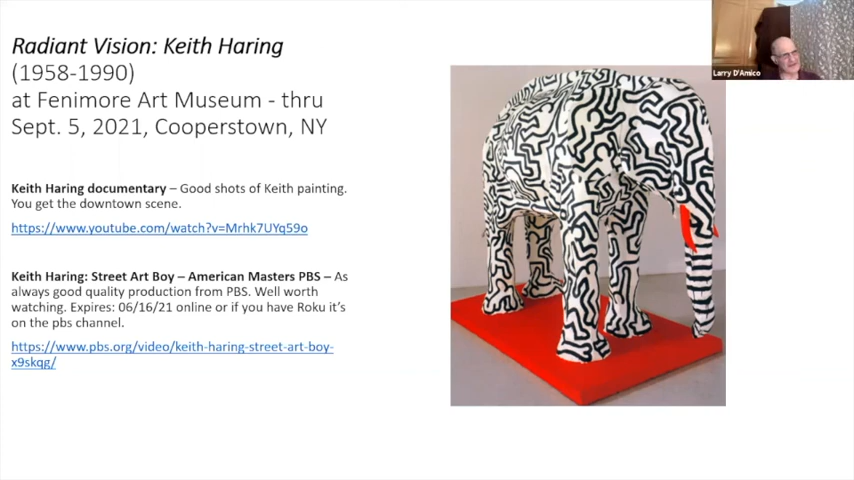 Radiant Vision: Keith Haring
(1958-1990)
at Fenimore Art Museum - thru
Sept. 5, 2021, Cooperstown, NY
Keith Haring documentary – Good shots of Keith painting.
You get the downtown scene.
https://www.youtube.com/watch?v=Mrhk7UYq59o
Keith Haring: Street Art Boy – American Masters PBS – As
always good quality production from PBS. Well worth
watching. Expires: 06/16/21 online or if you have Roku it's
on the pbs channel.
https://www.pbs.org/video/keith-haring-street-art-boy-
x9skqg/
Larry D'Amico